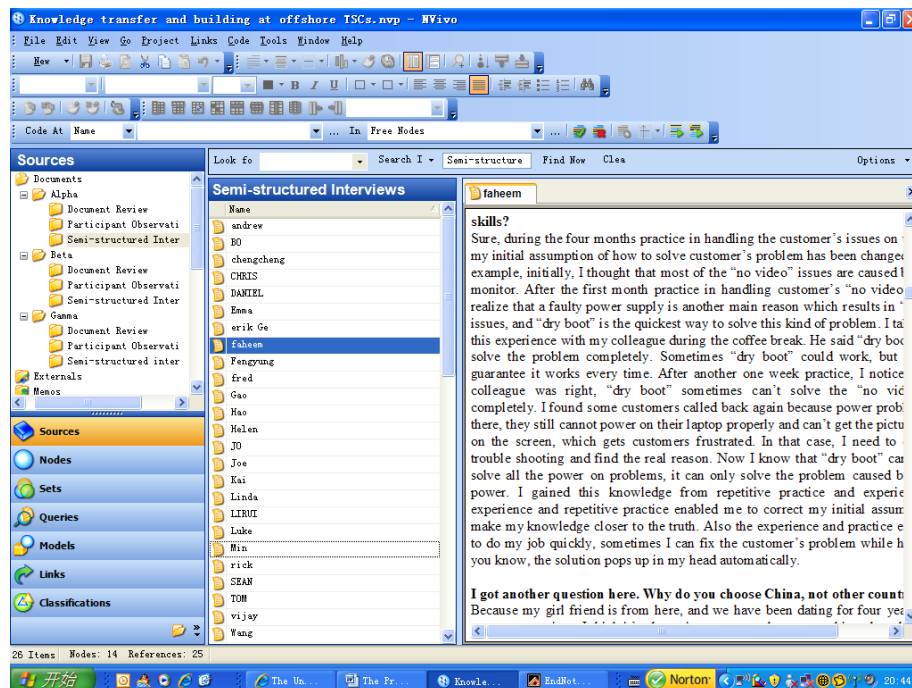 Knowledge transfer and building at offshore TSCs.nvp - NVivo
File Edit View Go Project Links Code Tools Window Help
New
B I U
Code At Name ... In Free Nodes ...
Sources
Documents
Alpha
Document Review
Participant Observati
Semi-structured Inter
Beta
Document Review
Participant Observati
Semi-structured Inter
Gamma
Document Review
Participant Observati
Semi-structured inter
Externals
Memos
Sources
Nodes
Sets
Queries
Models
Links
Classifications
Look fo Search I Semi-structure Find Now Clea Options
Semi-structured Interviews
Name
andrew
BO
chengcheng
CHRIS
DANIEL
Emma
erik Ge
faheem
Fengyung
fred
Gao
Hao
Helen
JO
Joe
Kai
Linda
LIRUI
Luke
Min
rick
SEAN
TOM
vijay
Wang
faheem
skills?
Sure, during the four months practice in handling the customer's issues on
my initial assumption of how to solve customer's problem has been changed
example, initially, I thought that most of the "no video" issues are caused
monitor. After the first month practice in handling customer's "no video
realize that a faulty power supply is another main reason which results in "
issues, and "dry boot" is the quickest way to solve this kind of problem. I
this experience with my colleague during the coffee break. He said "dry
solve the problem completely. Sometimes "dry boot" could work, but
guarantee it works every time. After another one week practice, I notice
colleague was right, "dry boot" sometimes can't solve the "no
completely. I found some customers called back again because power
there, they still cannot power on their laptop properly and can't get the
on the screen, which gets customers frustrated. In that case, I need to
trouble shooting and find the real reason. Now I know that "dry boot"
solve all the power on problems, it can only solve the problem caused
power. I gained this knowledge from repetitive practice and
experience and repetitive practice enabled me to correct my initial
make my knowledge closer to the truth. Also the experience and practice
to do my job quickly, sometimes I can fix the customer's problem while
you know, the solution pops up in my head automatically.
I got another question here. Why do you choose China, not other
Because my girl friend is from here, and we have been dating for four
26 Items Nodes: 14 References: 25
开始 The Un... The Pr... Knowle... EndNot... Norton 20:44